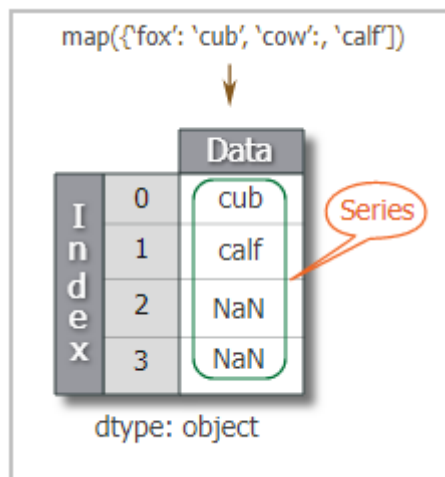 map({‘fox’: ‘cub’, ‘cow’:, ‘calf’])
Data
Index
0 cub
1 calf
2 NaN
3 NaN
Series
dtype: object